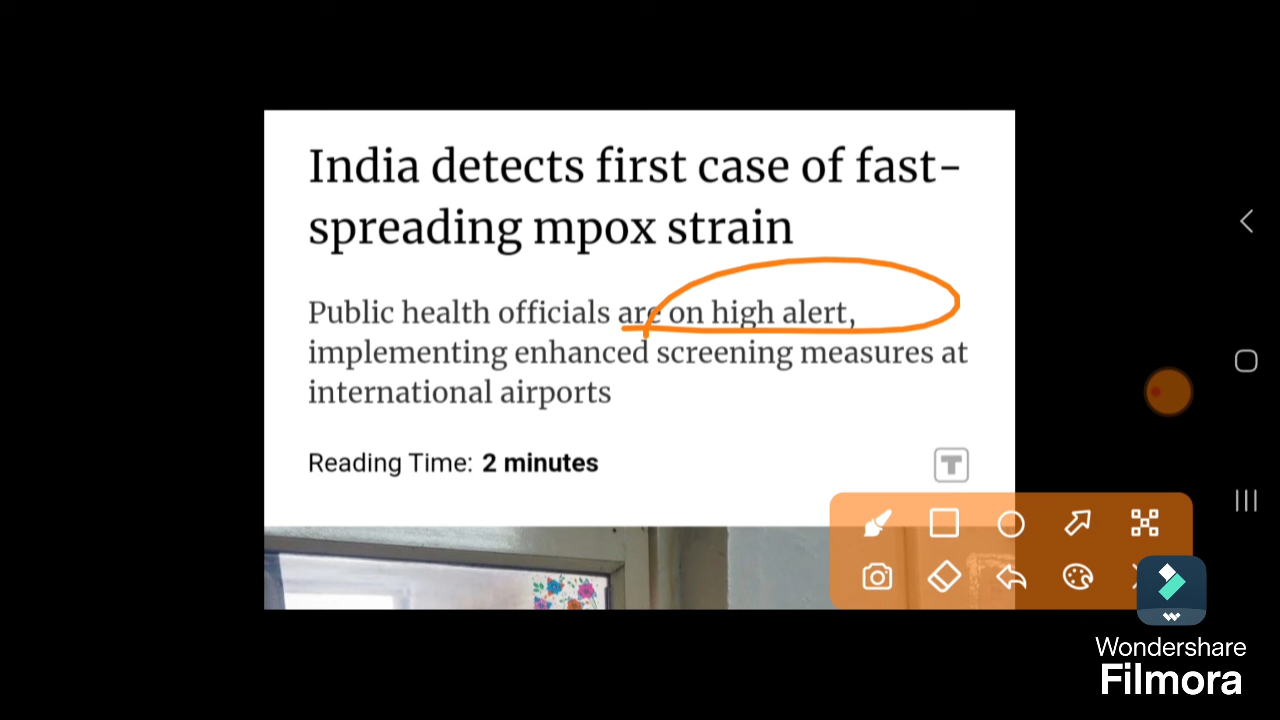 India detects first case of fast-
spreading mpox strain
Public health officials are on high alert,
implementing enhanced screening measures at
international airports
Reading Time: 2 minutes
T
Wondershare
Filmora